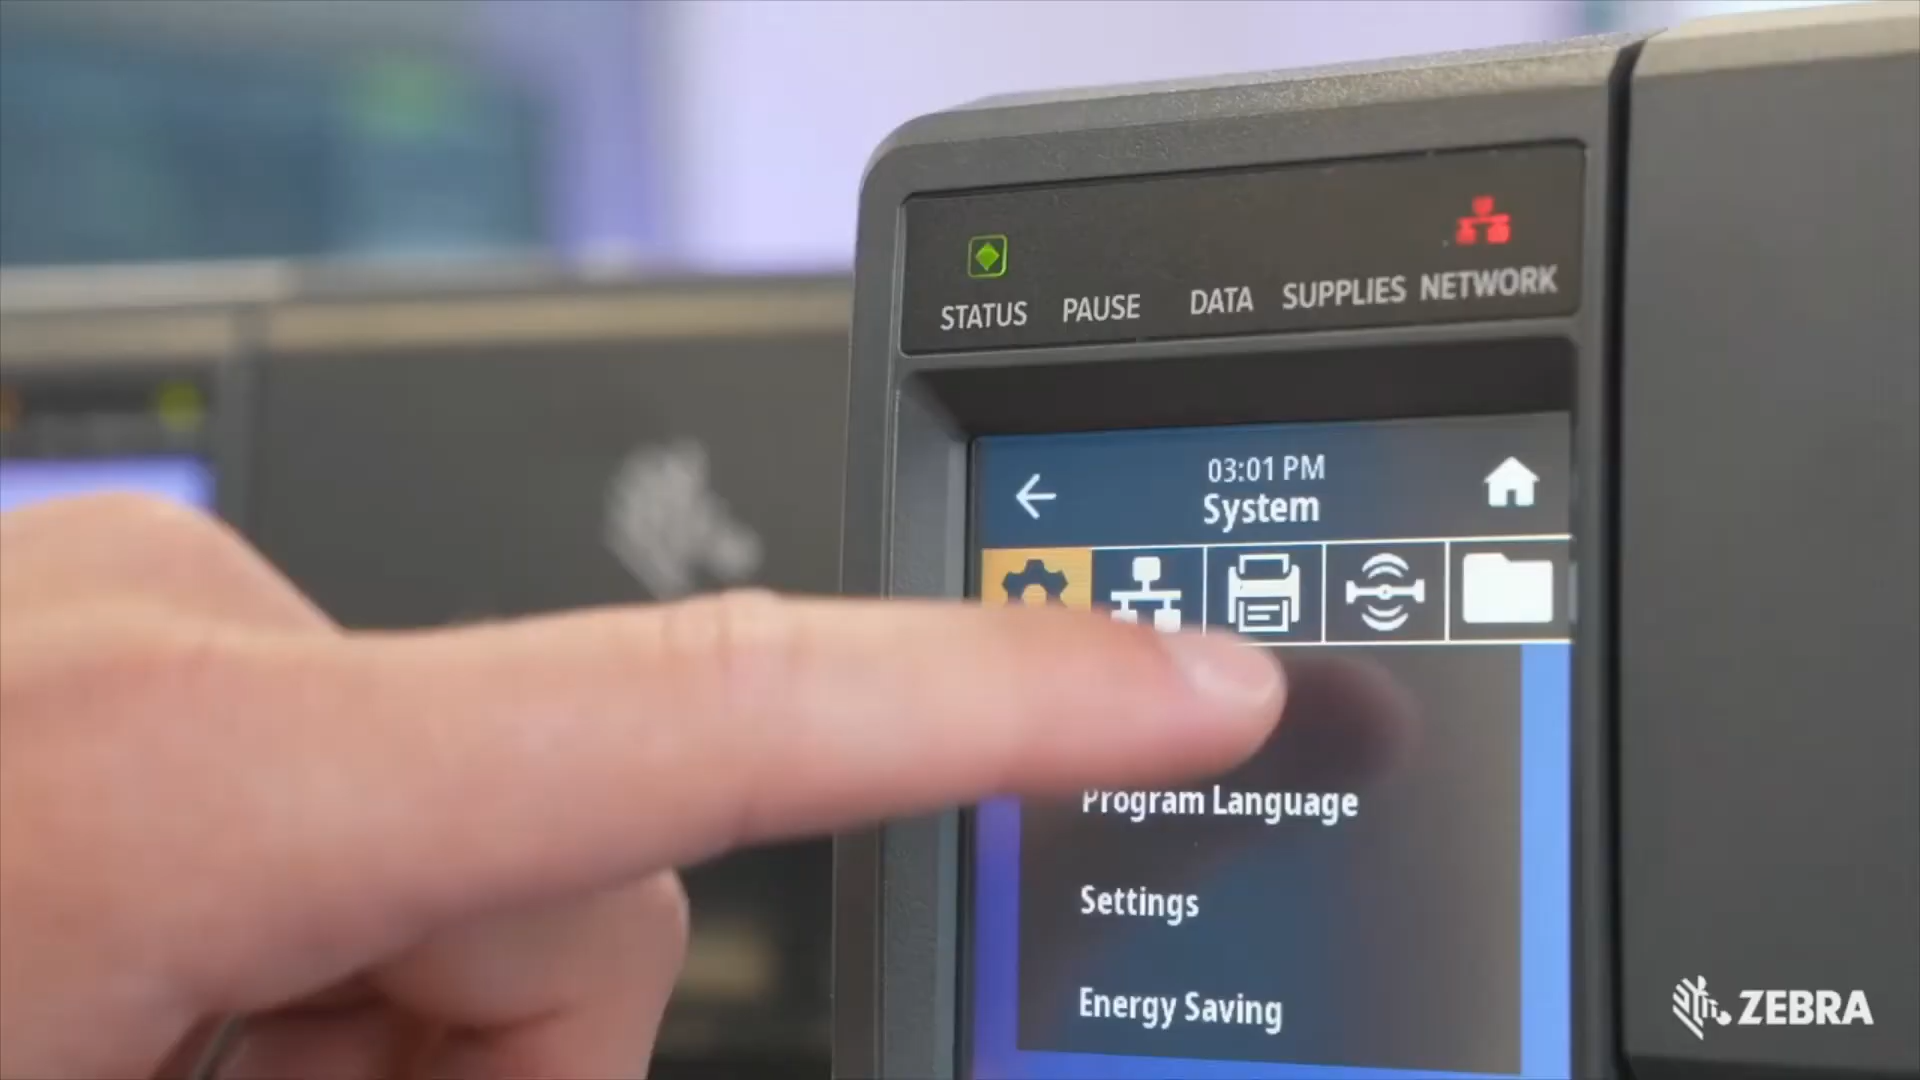 STATUS PAUSE DATA SUPPLIES NETWORK
03:01 PM
System
Program Language
Settings
Energy Saving
ZEBRA